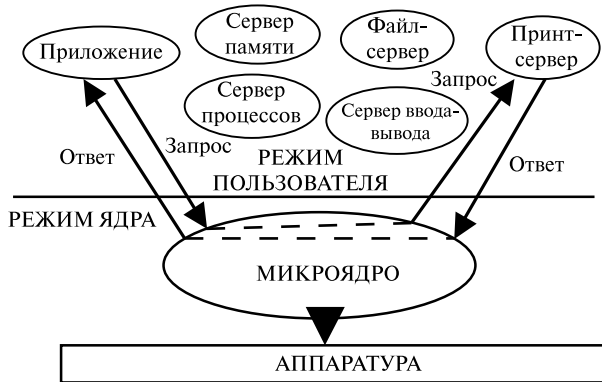 Приложение
Сервер
памяти
Файл-
сервер
Принт-
сервер
Сервер
процессов
Сервер ввода-
вывода
Запрос
Запрос
Ответ
Ответ
РЕЖИМ
ПОЛЬЗОВАТЕЛЯ
РЕЖИМ ЯДРА
МИКРОЯДРО
АППАРАТУРА